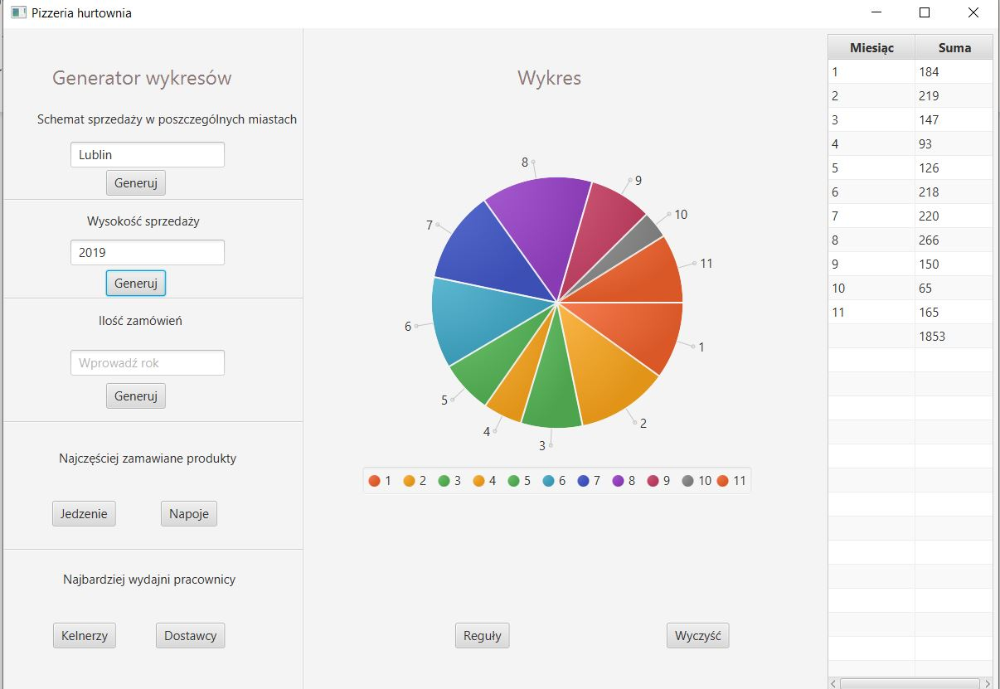 Pizzeria hurtownia
Generator wykresów
Schemat sprzedaży w poszczególnych miastach
Lublin
Generuj
Wysokość sprzedaży
2019
Generuj
Ilość zamówień
Wprowadź rok
Generuj
Najczęściej zamawiane produkty
Jedzenie Napoje
Najbardziej wydajni pracownicy
Kelnerzy Dostawcy
Wykres
8
9
7
10
11
6
1
5
2
4
3
1 2 3 4 5 6 7 8 9 10 11
Reguły Wyczyść
Miesiąc Suma
1 184
2 219
3 147
4 93
5 126
6 218
7 220
8 266
9 150
10 65
11 165
1853